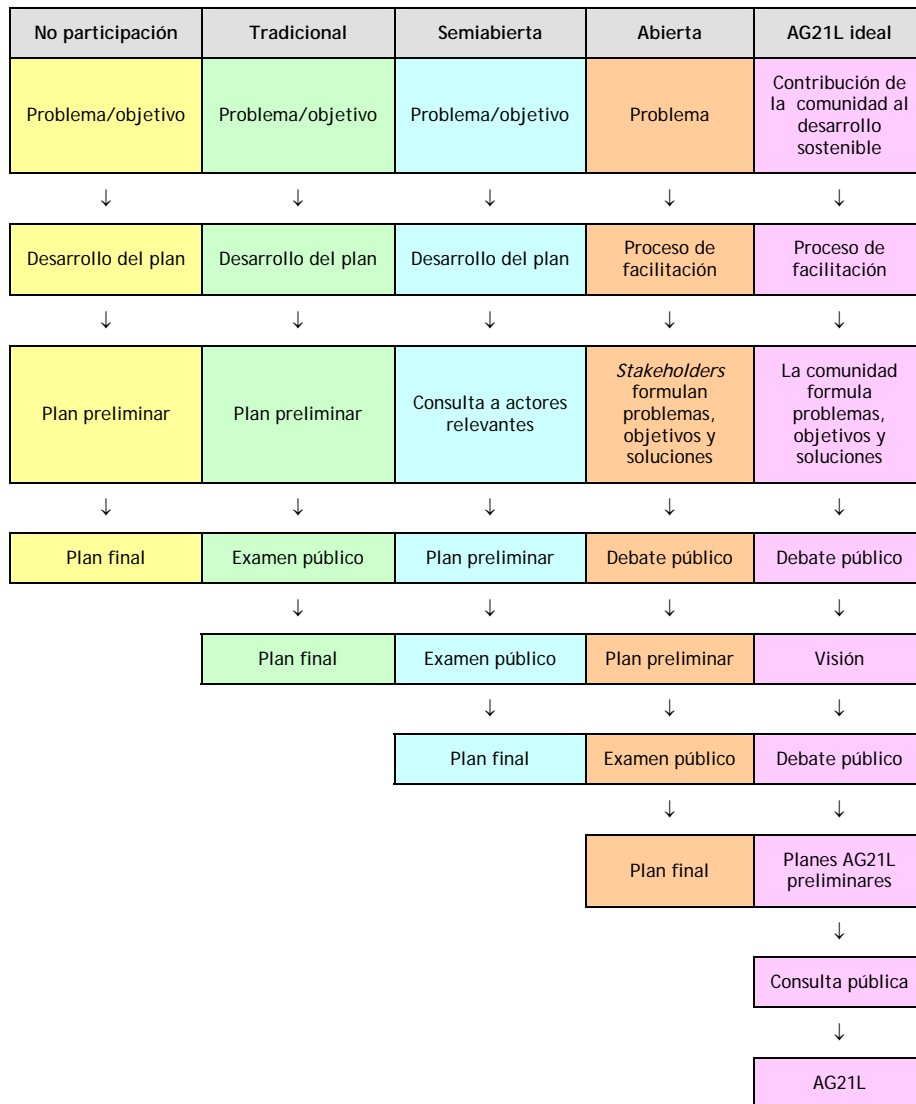 No participación
Tradicional
Semiabierta
Abierta
AG21L ideal
Problema/objetivo
Problema/objetivo
Problema/objetivo
Problema
Contribución de
la comunidad al
desarrollo
sostenible
↓ ↓ ↓ ↓ ↓
Desarrollo del plan
Desarrollo del plan
Desarrollo del plan
Proceso de
facilitación
Proceso de
facilitación
↓ ↓ ↓ ↓ ↓
Plan preliminar
Plan preliminar
Consulta a actores
relevantes
Stakeholders
formulan
problemas,
objetivos y
soluciones
La comunidad
formula
problemas,
objetivos y
soluciones
↓ ↓ ↓ ↓ ↓
Plan final
Examen público
Plan preliminar
Debate público
Debate público
↓ ↓ ↓ ↓
Plan final
Examen público
Plan preliminar
Visión
↓ ↓ ↓
Plan final
Examen público
Debate público
↓ ↓
Plan final
Planes AG21L
preliminares
↓
Consulta pública
↓
AG21L